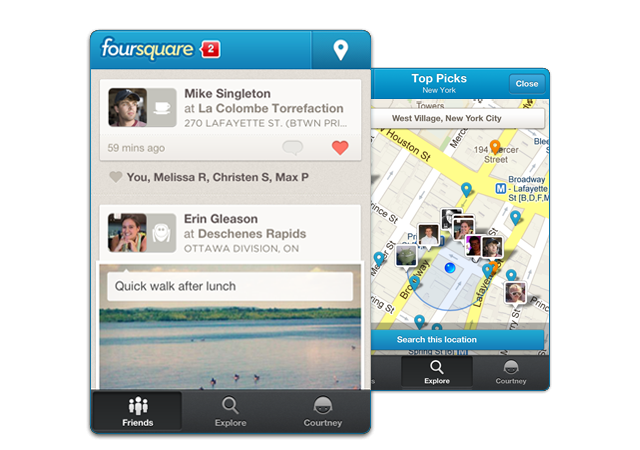 foursquare 2
Mike Singleton
at La Colombe Torrefaction
270 LAFAYETTE ST. (BTWN PRI...
59 mins ago
You, Melissa R, Christen S, Max P
Erin Gleason
at Deschenes Rapids
OTTAWA DIVISION, ON
Quick walk after lunch
Friends
Explore
Courtney
Top Picks
New York
Close
Towers
West Village, New York City
W Houston St
194 Mercer
Street
Broadway
- Lafayette
St [B,D,F,M
Prince St
Broadway
Lafayette
Search this location
Spring St [M]
Explore
Courtney